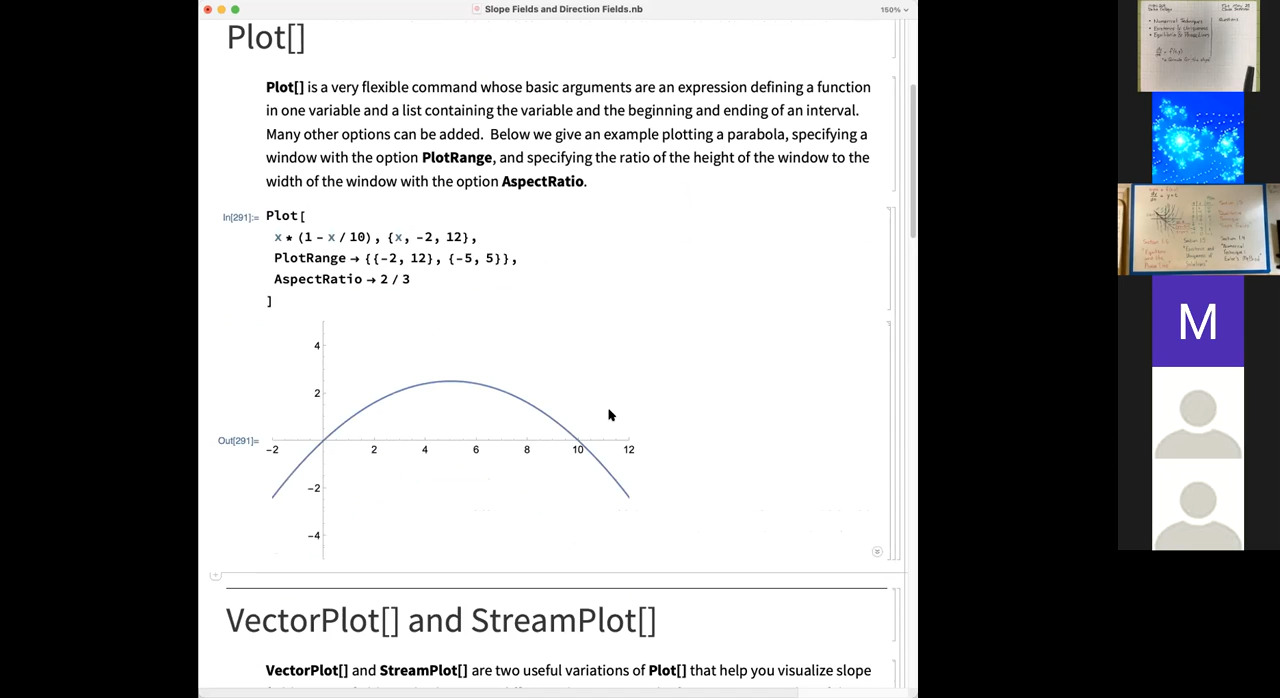 Slope Fields and Direction Fields.nb
150%
Plot[]
Plot[] is a very flexible command whose basic arguments are an expression defining a function
in one variable and a list containing the variable and the beginning and ending of an interval.
Many other options can be added. Below we give an example plotting a parabola, specifying a
window with the option PlotRange, and specifying the ratio of the height of the window to the
width of the window with the option AspectRatio.
In[291]:= Plot[
x * (1 - x / 10), {x, -2, 12},
PlotRange → {{-2, 12}, {-5, 5}},
AspectRatio → 2 / 3
]
4
2
Out[291]=
-2 2 4 6 8 10 12
-2
-4
VectorPlot[] and StreamPlot[]
VectorPlot[] and StreamPlot[] are two useful variations of Plot[] that help you visualize slope
• Numerical Techniques
M